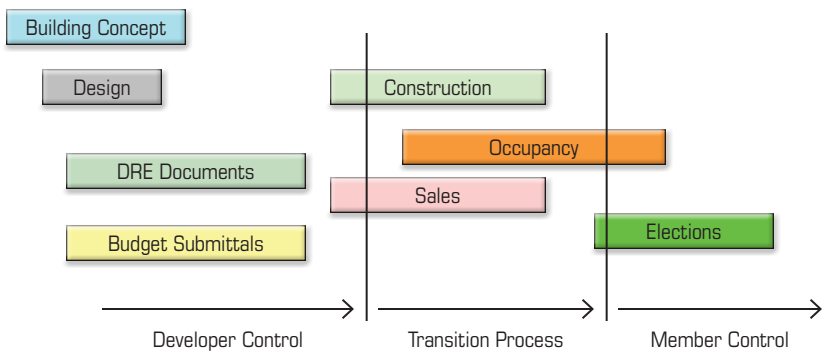 Building Concept
Design
Construction
Occupancy
DRE Documents
Sales
Elections
Budget Submittals
Developer Control
Transition Process
Member Control